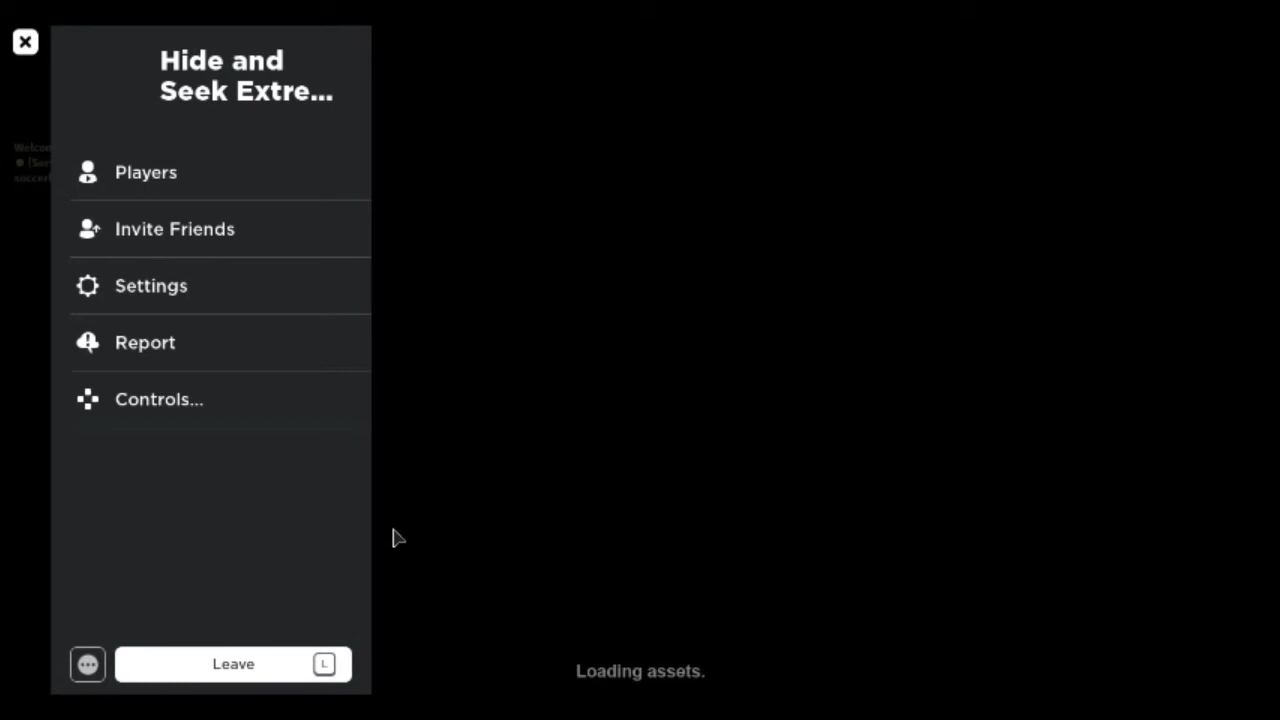 Hide and
Seek Extre...
Players
Invite Friends
Settings
Report
Controls...
Leave
L
Loading assets.